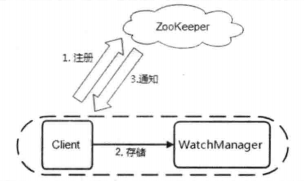 ZooKeeper
1. 注册
3.通知
Client
2. 存储
WatchManager